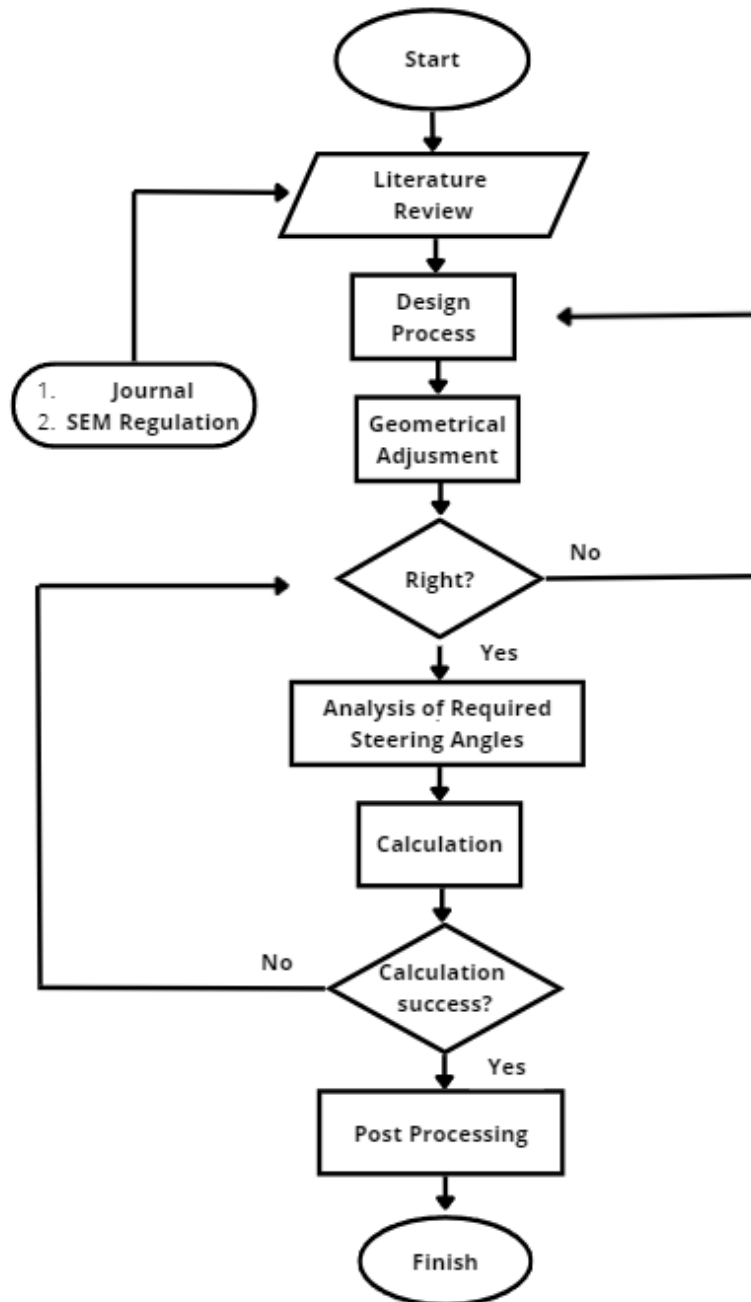 Start
Literature
Review
Design
Process
1. Journal
2. SEM Regulation
Geometrical
Adjusment
Right?
No
Yes
Analysis of Required
Steering Angles
Calculation
No
Calculation
success?
Yes
Post Processing
Finish